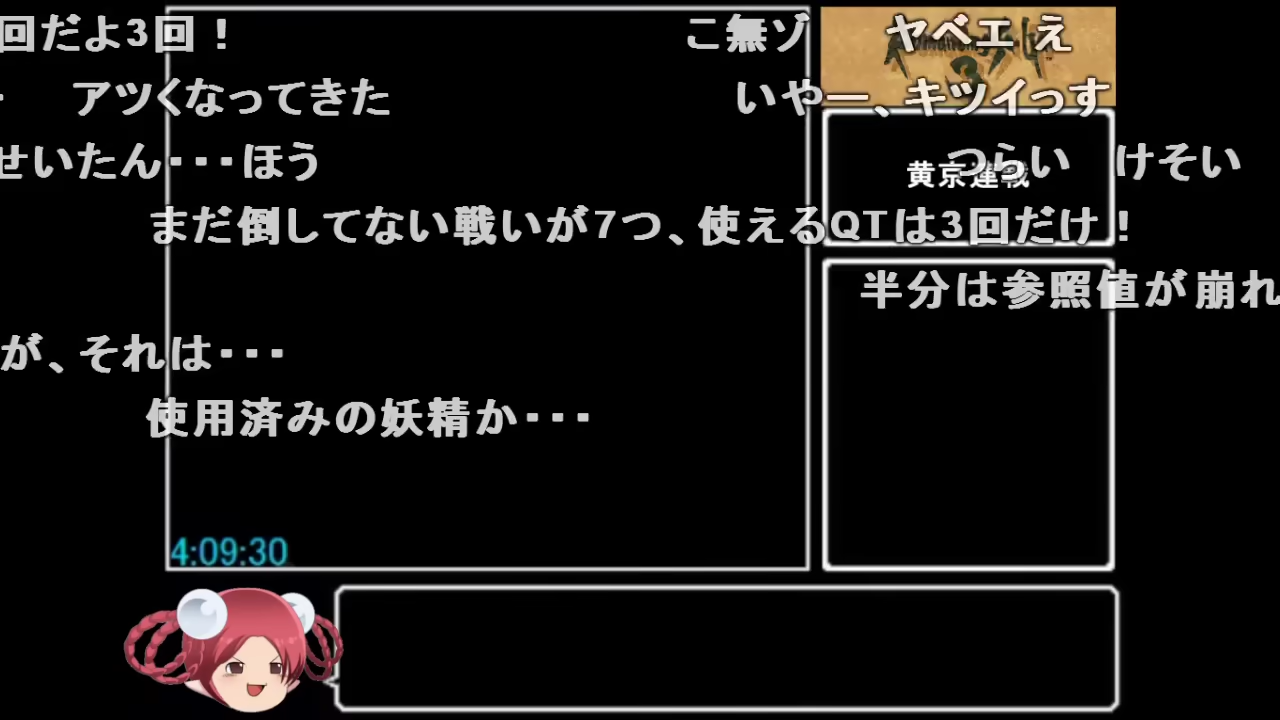 回だよ3回！
こ無ゾ
ヤベエ え
アツくなってきた
いやー、キツイっす
せいたん・・・ほう
つらい
けそい
黄京連載
まだ倒してない戦いが7つ、使えるQTは3回だけ！
半分は参照値が崩れ
が、それは・・・
使用済みの妖精か・・・
4:09:30